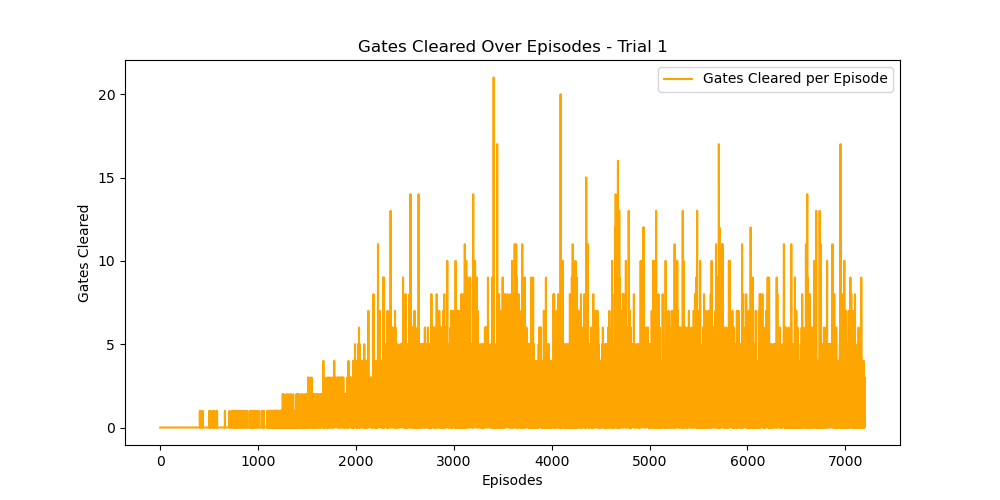 Gates Cleared Over Episodes - Trial 1
Gates Cleared per Episode
Gates Cleared
20
15
10
5
0
0 1000 2000 3000 4000 5000 6000 7000
Episodes